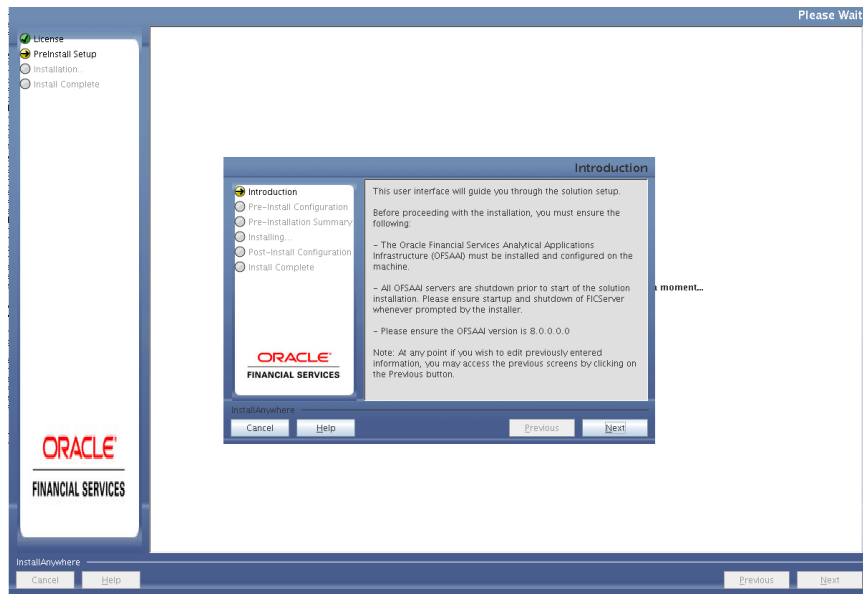 Please Wait
License
PreInstall Setup
Installation..
Install Complete
Introduction
Introduction
Pre-Install Configuration
Pre-Installation Summary
Installing...
Post-Install Configuration
Install Complete
This user interface will guide you through the solution setup.
Before proceeding with the installation, you must ensure the
following:
- The Oracle Financial Services Analytical Applications
Infrastructure (OFSAAI) must be installed and configured on the
machine.
- All OFSAAI servers are shutdown prior to start of the solution
installation. Please ensure startup and shutdown of FICServer
whenever prompted by the installer.
- Please ensure the OFSAAI version is 8.0.0.0.0
Note: At any point if you wish to edit previously entered
information, you may access the previous screens by clicking on
the Previous button.
moment...
ORACLE
FINANCIAL SERVICES
InstallAnywhere
Cancel Help Previous Next
ORACLE
FINANCIAL SERVICES
InstallAnywhere
Cancel Help Previous Next